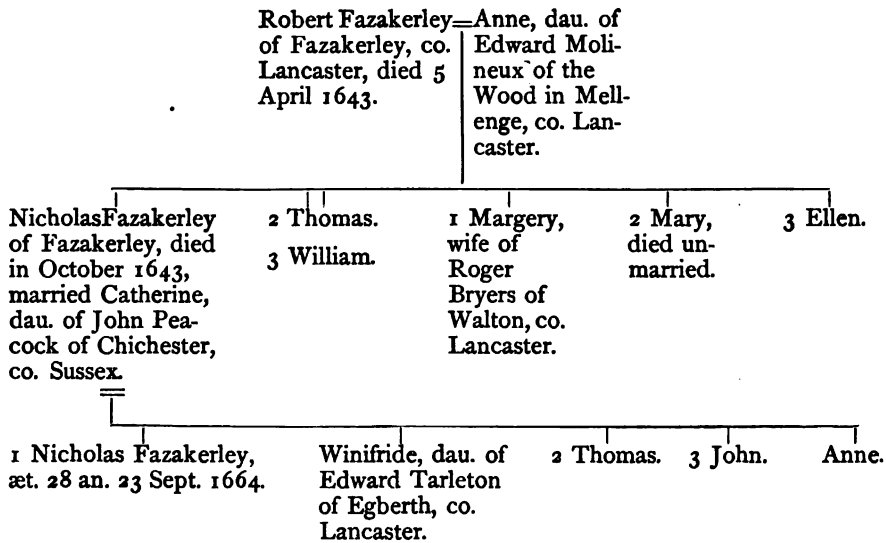 Robert Fazakerley=Anne, dau. of
of Fazakerley, co.
Lancaster, died 5
April 1643.
Edward Moli-
neux of the
Wood in Mell-
enge, co. Lan-
caster.
NicholasFazakerley
of Fazakerley, died
in October 1643,
married Catherine,
dau. of John Pea-
cock of Chichester,
co. Sussex.
2 Thomas.
3 William.
1 Margery,
wife of
Roger
Bryers of
Walton, co.
Lancaster.
2 Mary,
died un-
married.
3 Ellen.
1 Nicholas Fazakerley,
æt. 28 an. 23 Sept. 1664.
Winifride, dau. of
Edward Tarleton
of Egberth, co.
Lancaster.
2 Thomas.
3 John.
Anne.